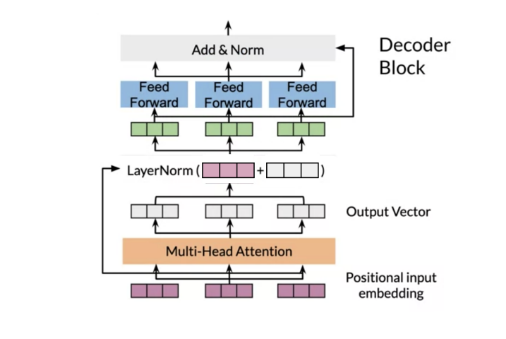 Add & Norm
Decoder
Block
Feed
Forward
Feed
Forward
Feed
Forward
LayerNorm ( + )
Output Vector
Multi-Head Attention
Positional input
embedding